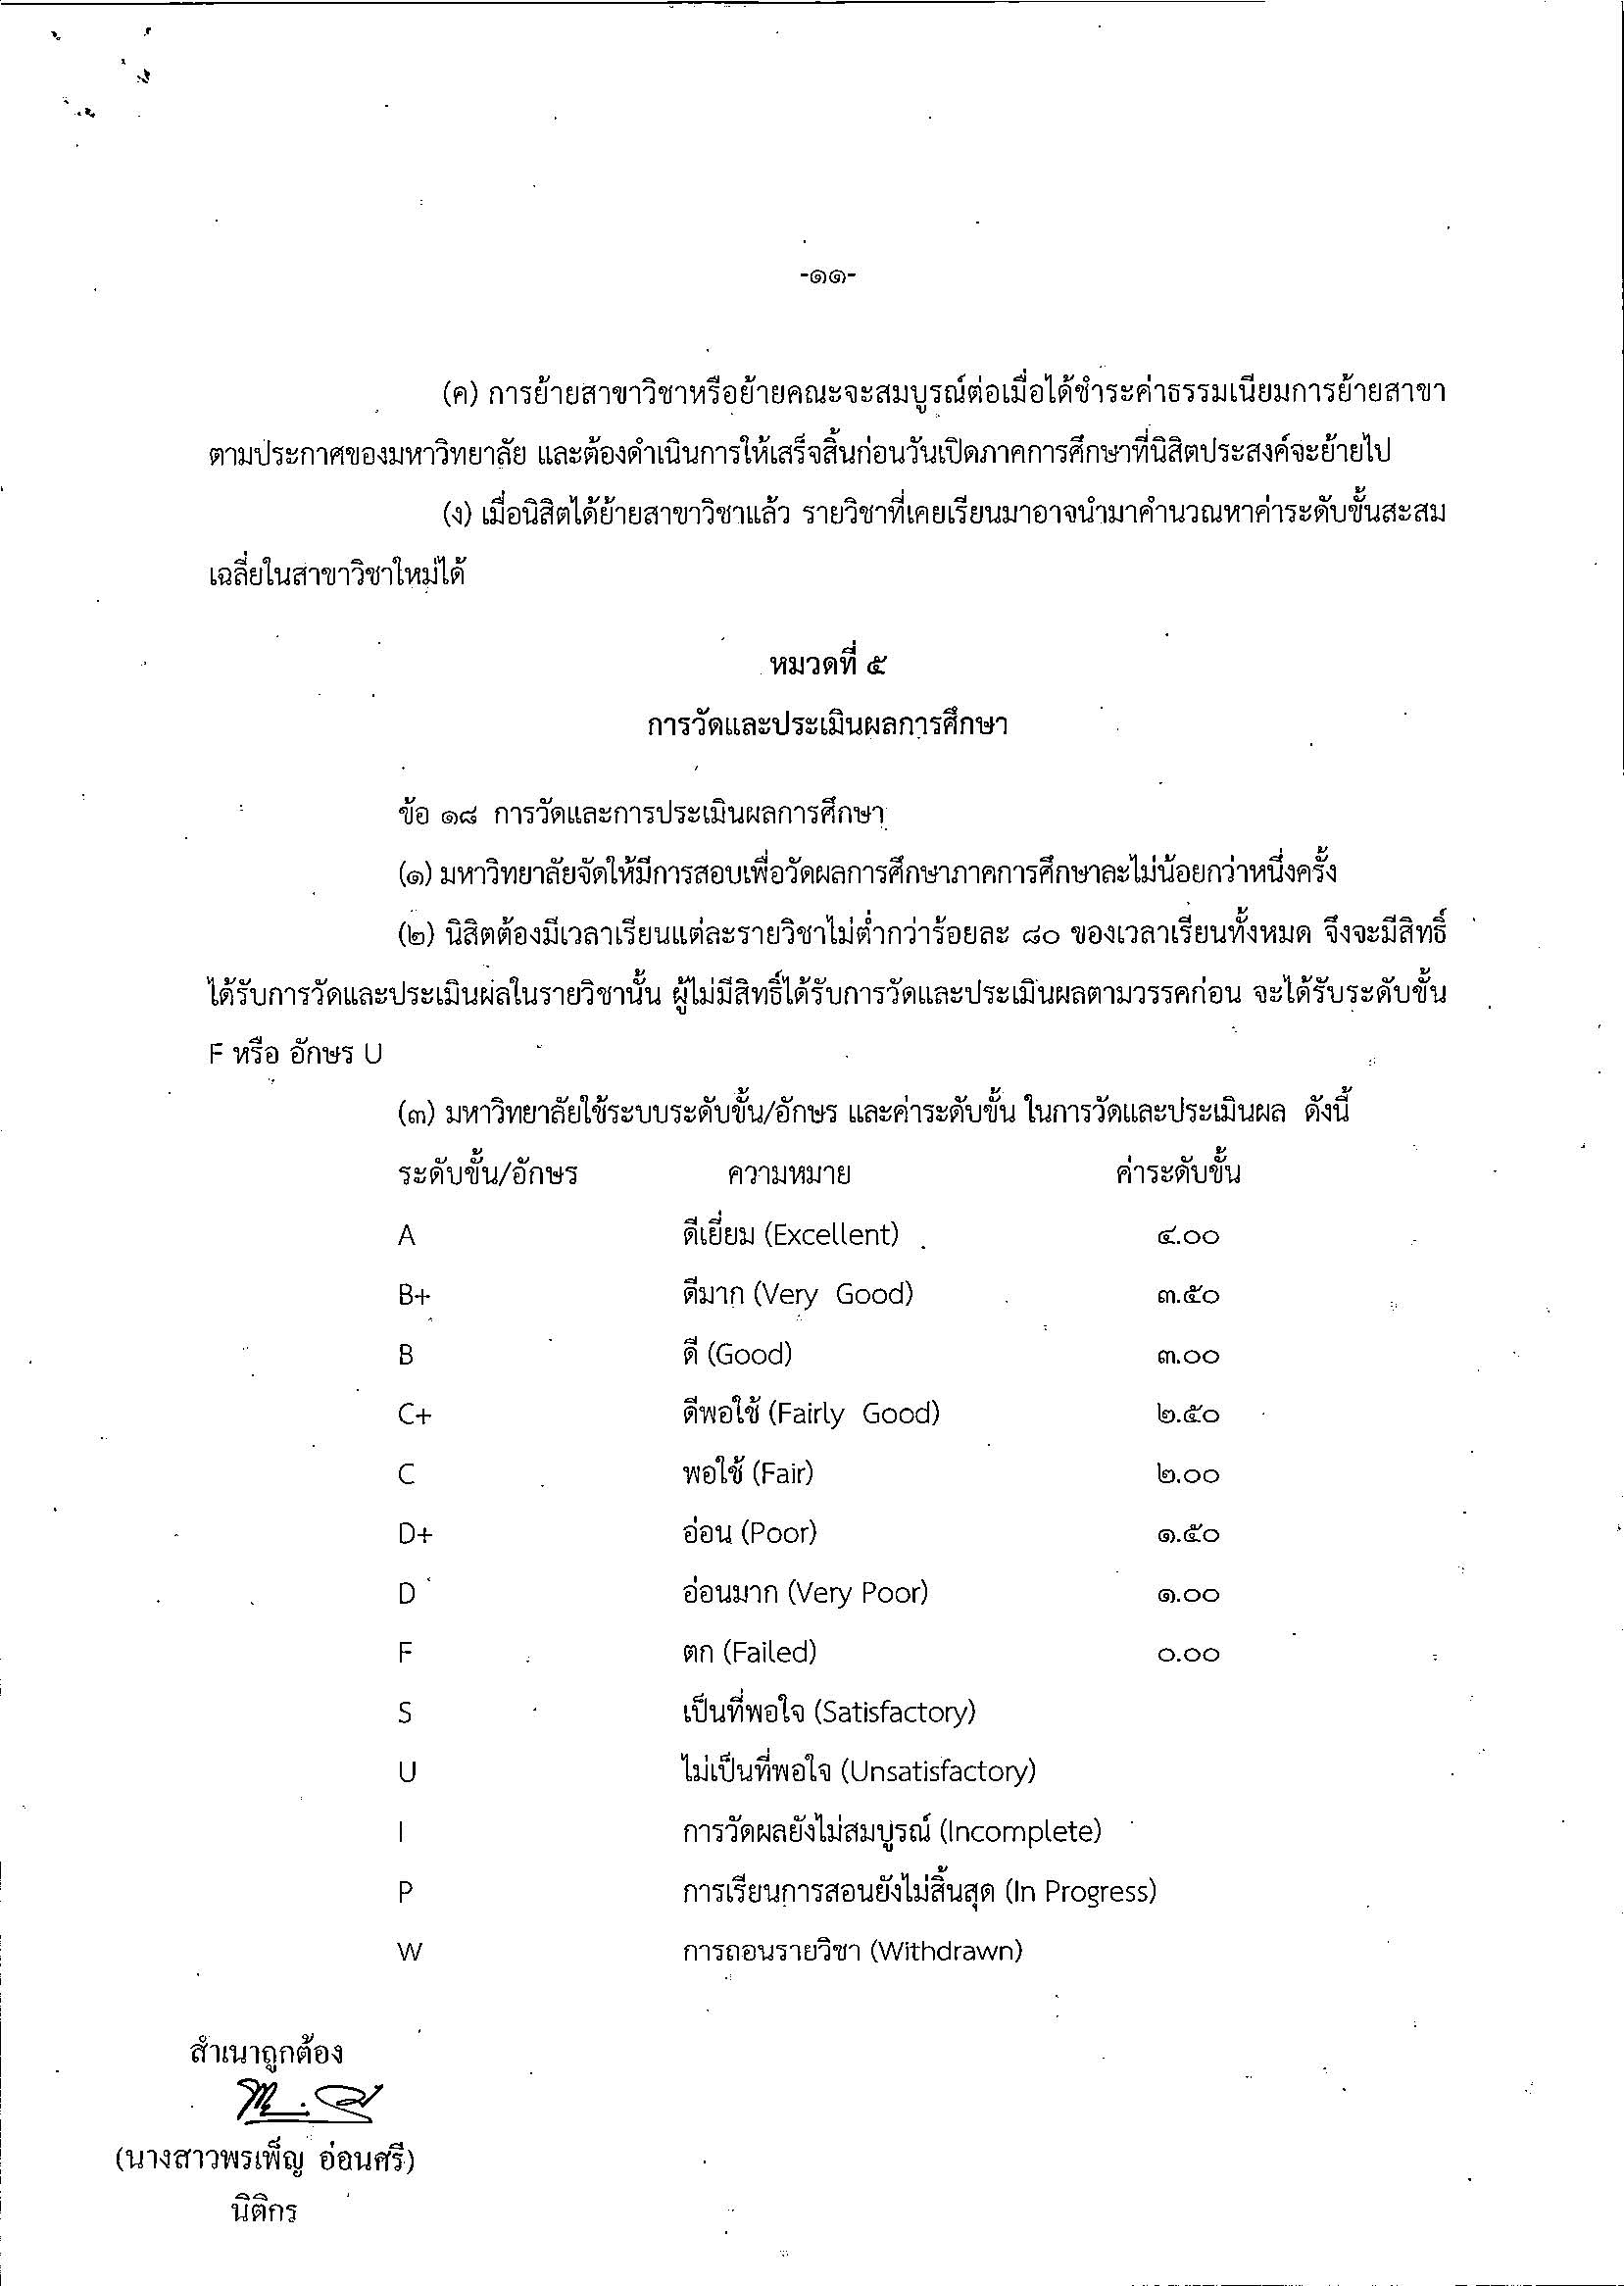 -๑๑-
(ค) การย้ายสาขาวิชาหรือย้ายคณะจะสมบูรณ์ต่อเมื่อได้ชำระค่าธรรมเนียมการย้ายสาขา
ตามประกาศของมหาวิทยาลัย และต้องดำเนินการให้เสร็จสิ้นก่อนวันเปิดภาคการศึกษาที่นิสิตประสงค์จะย้ายไป
(ง) เมื่อนิสิตได้ย้ายสาขาวิชาแล้ว รายวิชาที่เคยเรียนมาอาจนำมาคำนวณหาค่าระดับขั้นสะสม
เฉลี่ยในสาขาวิชาใหม่ได้
หมวดที่ ๕
การวัดและประเมินผลการศึกษา
ข้อ ๑๘ การวัดและการประเมินผลการศึกษา
(๑) มหาวิทยาลัยจัดให้มีการสอบเพื่อวัดผลการศึกษาภาคการศึกษาละไม่น้อยกว่าหนึ่งครั้ง
(๒) นิสิตต้องมีเวลาเรียนแต่ละรายวิชาไม่ต่ำกว่าร้อยละ ๘๐ ของเวลาเรียนทั้งหมด จึงจะมีสิทธิ์
ได้รับการวัดและประเมินผลในรายวิชานั้น ผู้ไม่มีสิทธิ์ได้รับการวัดและประเมินผลตามวรรคก่อน จะได้รับระดับขั้น
F หรือ อักษร U
(๓) มหาวิทยาลัยใช้ระบบระดับขั้น/อักษร และค่าระดับขั้น ในการวัดและประเมินผล ดังนี้
ระดับขั้น/อักษร ความหมาย ค่าระดับขั้น
A ดีเยี่ยม (Excellent) ๔.๐๐
B+ ดีมาก (Very Good) ๓.๕๐
B ดี (Good) ๓.๐๐
C+ ดีพอใช้ (Fairly Good) ๒.๕๐
C พอใช้ (Fair) ๒.๐๐
D+ อ่อน (Poor) ๑.๕๐
D อ่อนมาก (Very Poor) ๑.๐๐
F ตก (Failed) ๐.๐๐
S เป็นที่พอใจ (Satisfactory)
U ไม่เป็นที่พอใจ (Unsatisfactory)
I การวัดผลยังไม่สมบูรณ์ (Incomplete)
P การเรียนการสอนยังไม่สิ้นสุด (In Progress)
W การถอนรายวิชา (Withdrawn)
สำเนาถูกต้อง
(นางสาวพรเพ็ญ อ่อนศรี)
นิติกร